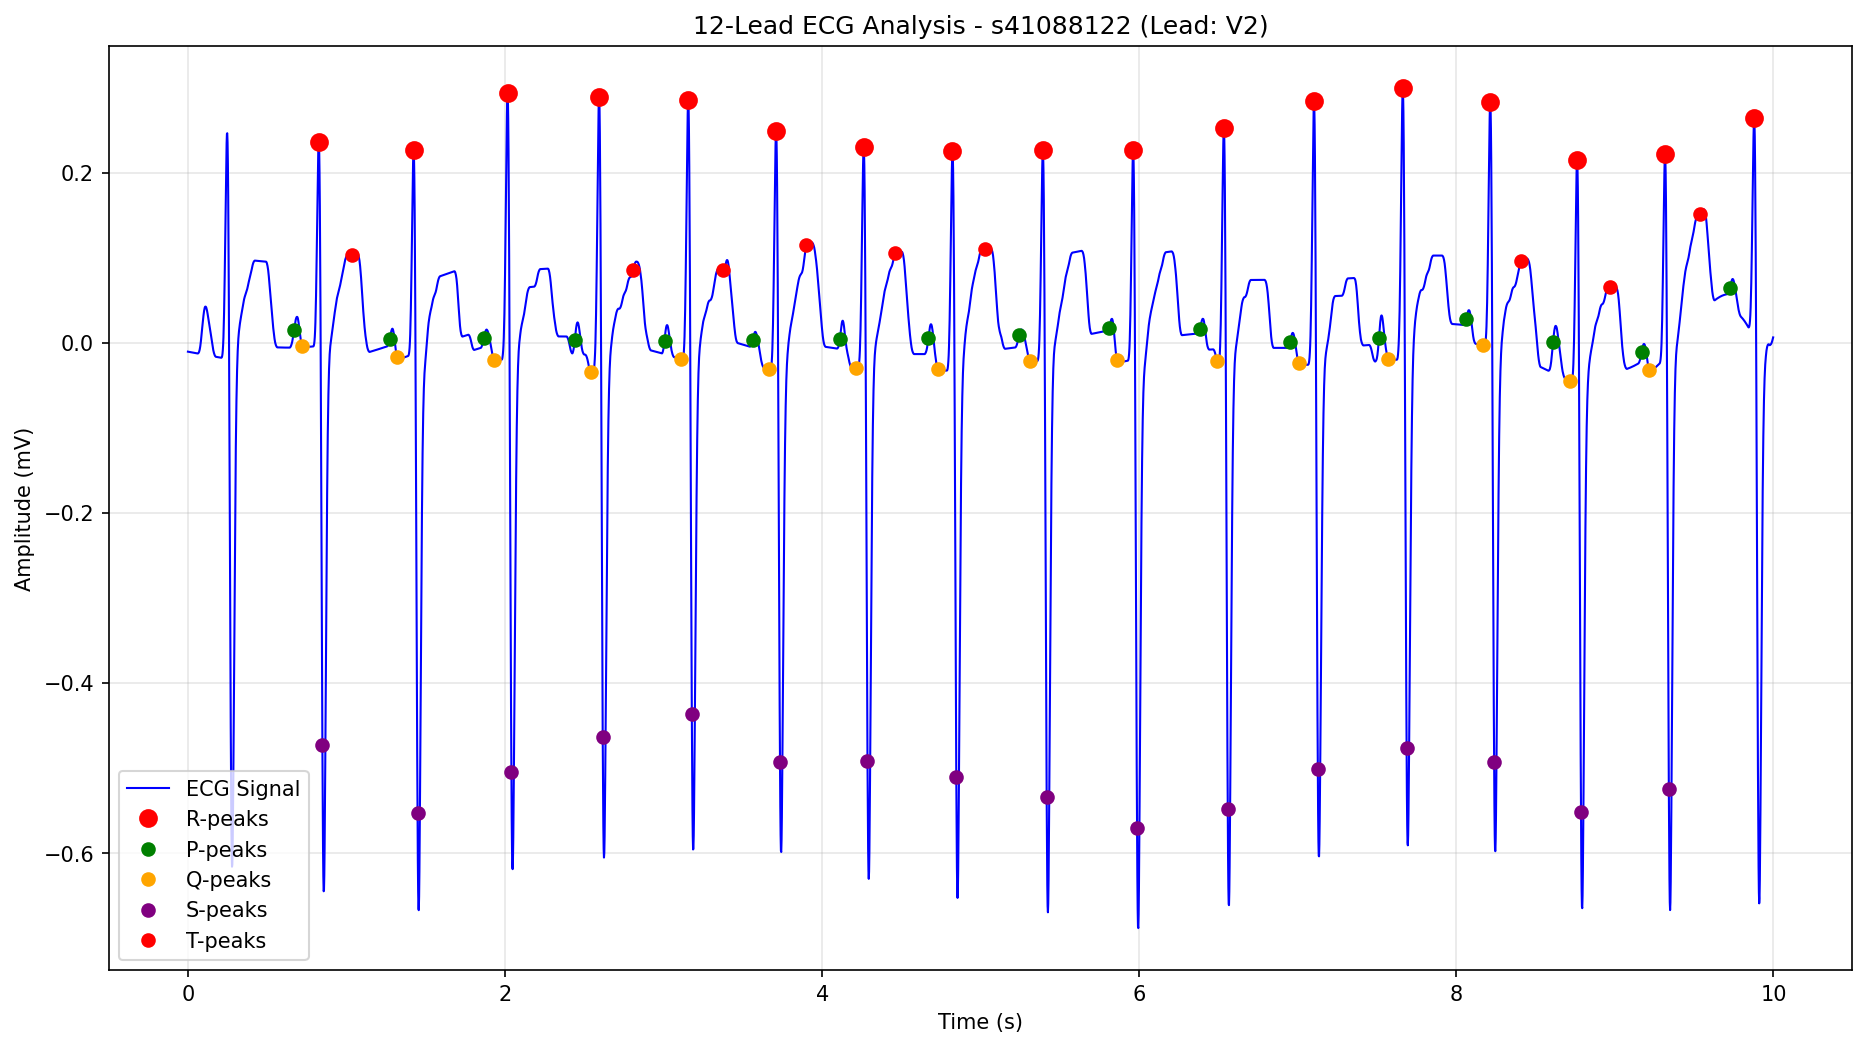 12-Lead ECG Analysis - s41088122 (Lead: V2)
Amplitude (mV)
0.2
0.0
−0.2
−0.4
−0.6
ECG Signal
R-peaks
P-peaks
Q-peaks
S-peaks
T-peaks
0 2 4 6 8 10
Time (s)